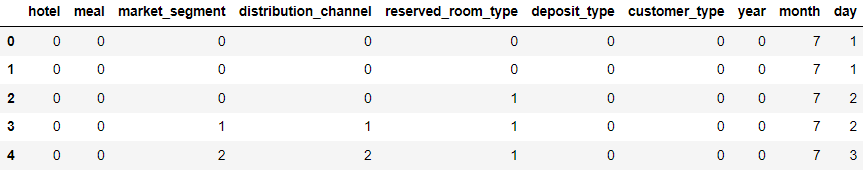 hotel meal market_segment distribution_channel reserved_room_type deposit_type customer_type year month day
0 0 0 0 0 0 0 0 0 7 1
1 0 0 0 0 0 0 0 0 7 1
2 0 0 0 0 1 0 0 0 7 2
3 0 0 1 1 1 0 0 0 7 2
4 0 0 2 2 1 0 0 0 7 3